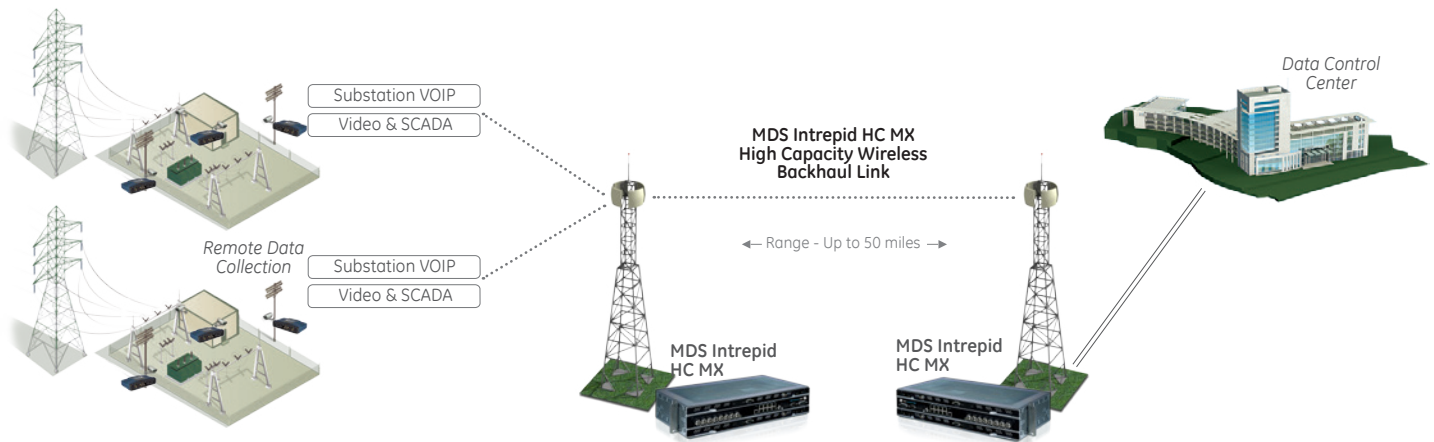 Substation VOIP
Video & SCADA
Remote Data
Collection
Substation VOIP
Video & SCADA
MDS Intrepid HC MX
High Capacity Wireless
Backhaul Link
← Range - Up to 50 miles →
MDS Intrepid
HC MX
MDS Intrepid
HC MX
Data Control
Center